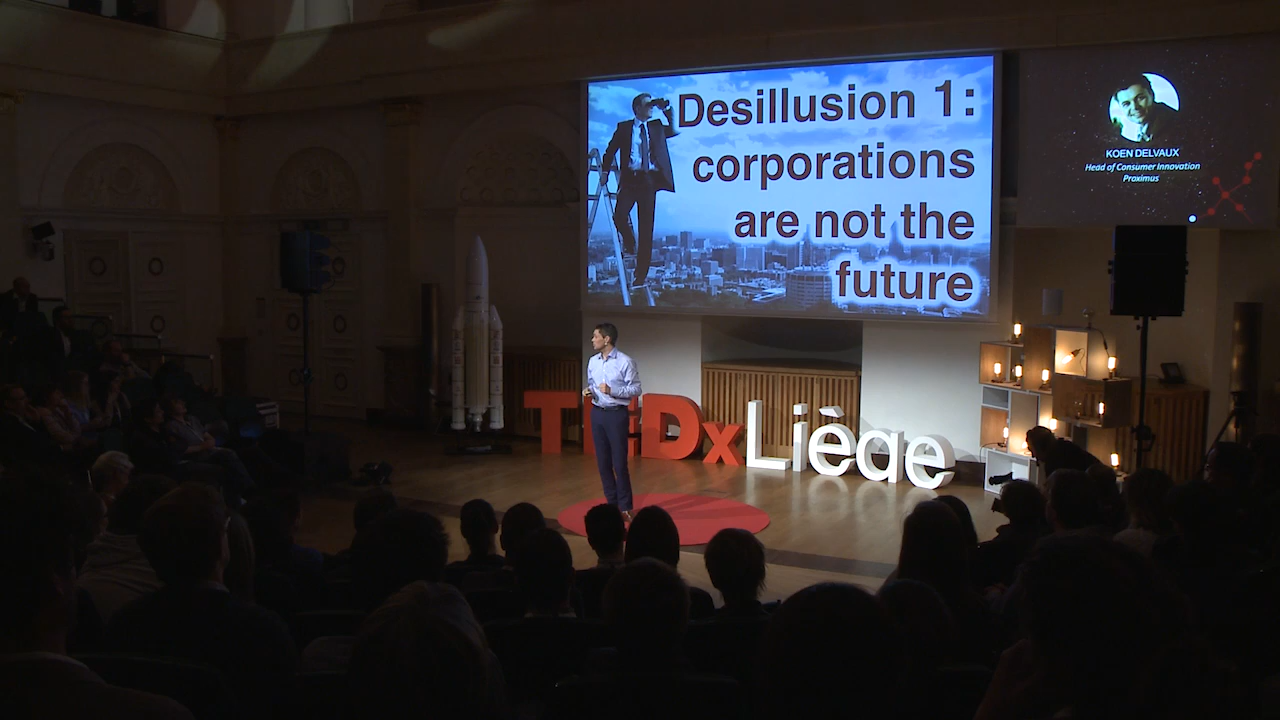 Desillusion 1:
corporations
are not the
future
KOEN DELVAUX
Head of Consumer Innovation
Proximus
TEDxLiège